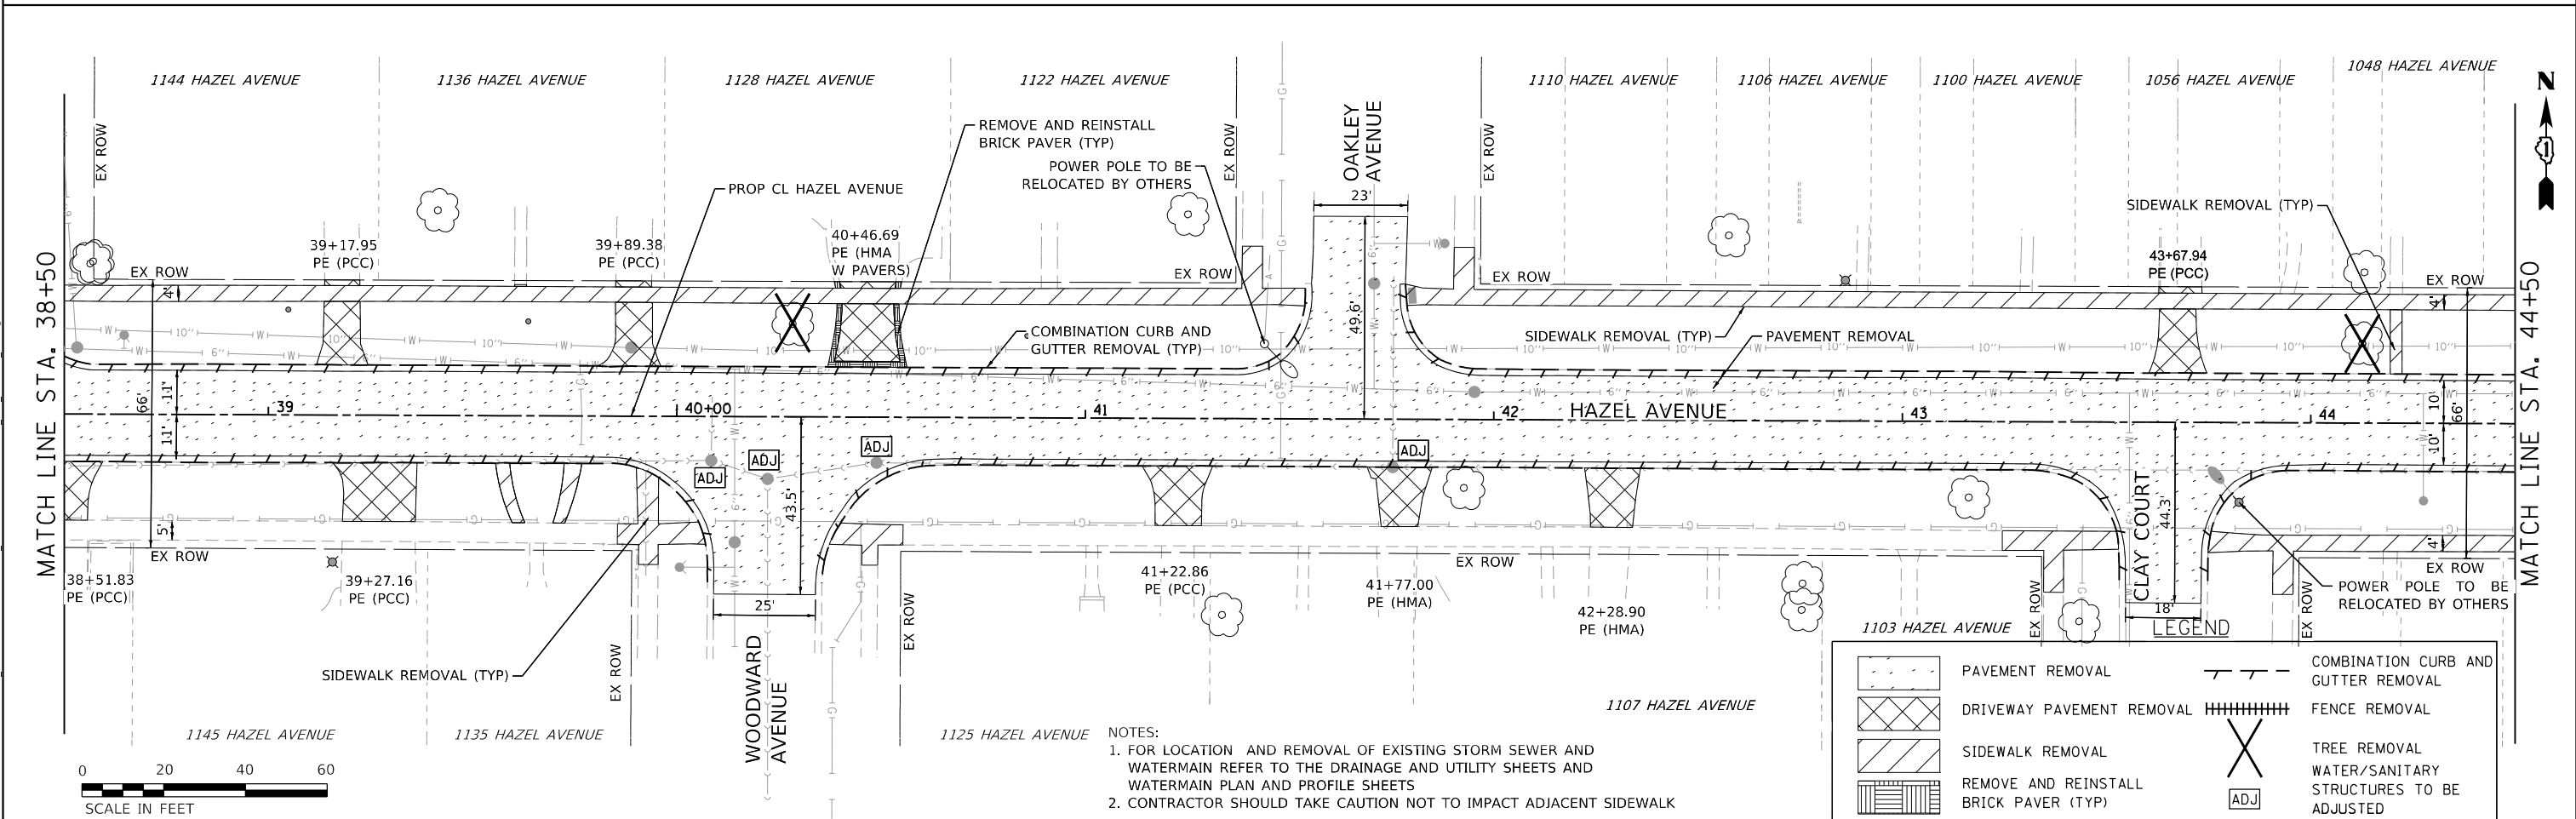 1144 HAZEL AVENUE
1136 HAZEL AVENUE
1128 HAZEL AVENUE
1122 HAZEL AVENUE
1110 HAZEL AVENUE
1106 HAZEL AVENUE
1100 HAZEL AVENUE
1056 HAZEL AVENUE
1048 HAZEL AVENUE
N
EX ROW
EX ROW
EX ROW
OAKLEY
AVENUE
23'
REMOVE AND REINSTALL
BRICK PAVER (TYP)
POWER POLE TO BE
RELOCATED BY OTHERS
PROP CL HAZEL AVENUE
SIDEWALK REMOVAL (TYP)
39+17.95
PE (PCC)
39+89.38
PE (PCC)
40+46.69
PE (HMA
W PAVERS)
43+67.94
PE (PCC)
EX ROW
EX ROW
EX ROW
EX ROW
4'
4'
49.6'
COMBINATION CURB AND
GUTTER REMOVAL (TYP)
SIDEWALK REMOVAL (TYP)
PAVEMENT REMOVAL
MATCH LINE STA. 38+50
MATCH LINE STA. 44+50
W
10''
W
6''
G
66'
11'
11'
39
40+00
41
42
HAZEL AVENUE
43
44
10'
10'
66'
ADJ
ADJ
ADJ
ADJ
43.5'
44.3'
5'
4'
EX ROW
EX ROW
EX ROW
38+51.83
PE (PCC)
39+27.16
PE (PCC)
41+22.86
PE (PCC)
41+77.00
PE (HMA)
42+28.90
PE (HMA)
25'
18'
CLAY COURT
EX ROW
EX ROW
EX ROW
EX ROW
POWER POLE TO BE
RELOCATED BY OTHERS
SIDEWALK REMOVAL (TYP)
WOODWARD
AVENUE
1103 HAZEL AVENUE
1107 HAZEL AVENUE
1145 HAZEL AVENUE
1135 HAZEL AVENUE
1125 HAZEL AVENUE
0 20 40 60
SCALE IN FEET
NOTES:
1. FOR LOCATION AND REMOVAL OF EXISTING STORM SEWER AND
WATERMAIN REFER TO THE DRAINAGE AND UTILITY SHEETS AND
WATERMAIN PLAN AND PROFILE SHEETS
2. CONTRACTOR SHOULD TAKE CAUTION NOT TO IMPACT ADJACENT SIDEWALK
LEGEND
PAVEMENT REMOVAL
DRIVEWAY PAVEMENT REMOVAL
SIDEWALK REMOVAL
REMOVE AND REINSTALL
BRICK PAVER (TYP)
COMBINATION CURB AND
GUTTER REMOVAL
FENCE REMOVAL
TREE REMOVAL
ADJ
WATER/SANITARY
STRUCTURES TO BE
ADJUSTED